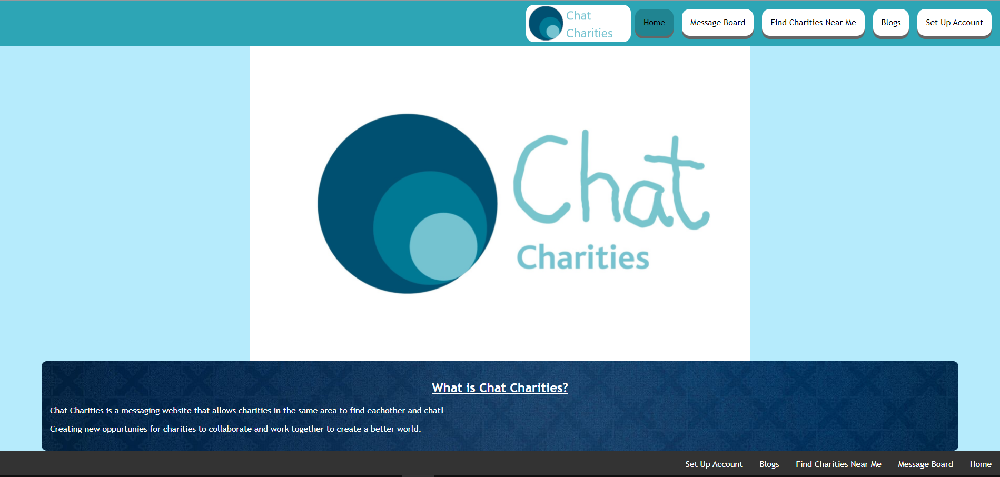 Chat
Charities
Home
Message Board
Find Charities Near Me
Blogs
Set Up Account
Chat
Charities
What is Chat Charities?
Chat Charities is a messaging website that allows charities in the same area to find eachother and chat!
Creating new oppurtunies for charities to collaborate and work together to create a better world.
Set Up Account
Blogs
Find Charities Near Me
Message Board
Home